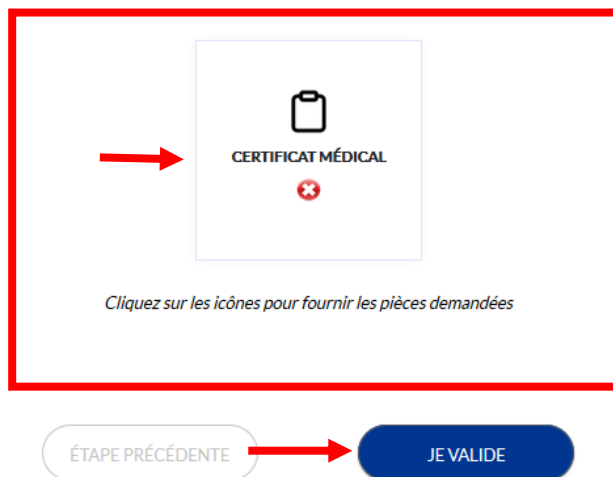 CERTIFICAT MÉDICAL
Cliquez sur les icônes pour fournir les pièces demandées
ÉTAPE PRÉCÉDENTE
JE VALIDE